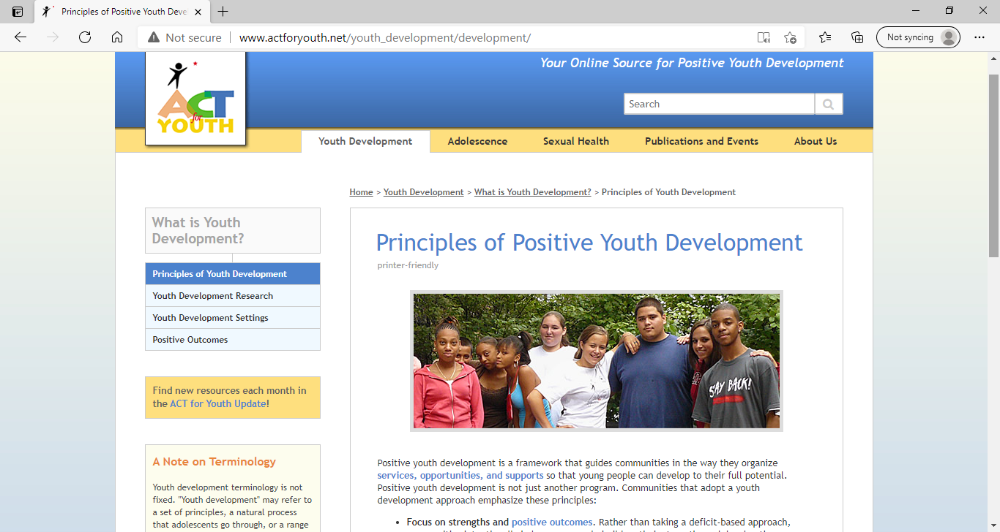 Principles of Positive Youth Deve
Not secure
www.actforyouth.net/youth_development/development/
Not syncing
ACT
for
YOUTH
Your Online Source for Positive Youth Development
Search
Youth Development
Adolescence
Sexual Health
Publications and Events
About Us
Home > Youth Development > What is Youth Development? > Principles of Youth Development
What is Youth
Development?
Principles of Youth Development
Youth Development Research
Youth Development Settings
Positive Outcomes
Find new resources each month in
the ACT for Youth Update!
A Note on Terminology
Youth development terminology is not
fixed. "Youth development" may refer to
a set of principles, a natural process
that adolescents go through, or a range
Principles of Positive Youth Development
printer-friendly
STAY BACK!
Positive youth development is a framework that guides communities in the way they organize
services, opportunities, and supports so that young people can develop to their full potential.
Positive youth development is not just another program. Communities that adopt a youth
development approach emphasize these principles:
• Focus on strengths and positive outcomes. Rather than taking a deficit-based approach,